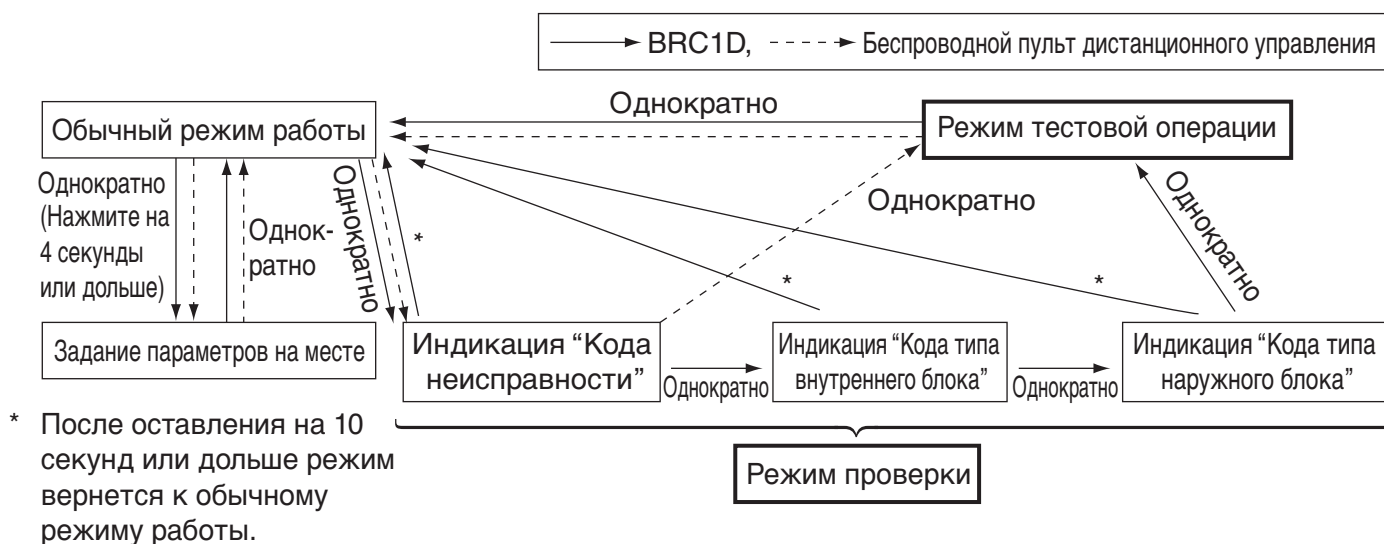 BRC1D, Беспроводной пульт дистанционного управления
Однократно
Обычный режим работы
Режим тестовой операции
Однократно
(Нажмите на
4 секунды
или дольше)
Однок-
ратно
Однократно
*
Однократно
*
*
Однократно
Задание параметров на месте
Индикация “Кода
неисправности”
Однократно
Индикация “Кода типа
внутреннего блока”
Однократно
Индикация “Кода типа
наружного блока”
* После оставления на 10
секунд или дольше режим
вернется к обычному
режиму работы.
Режим проверки